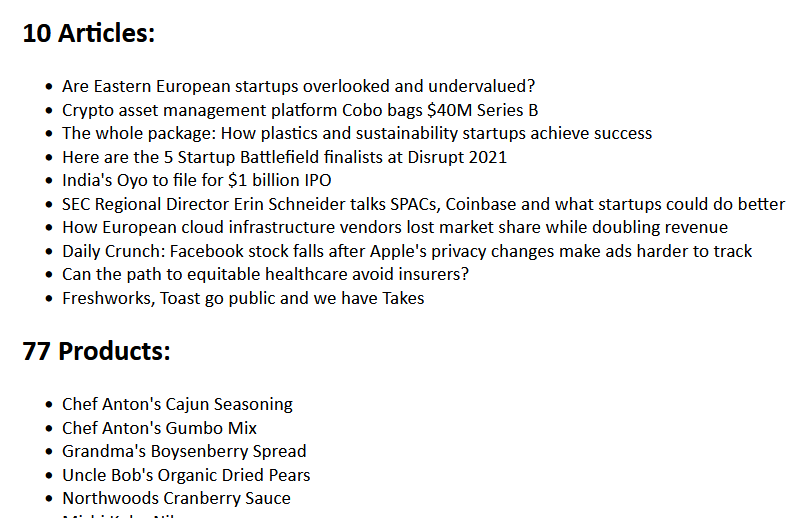 10 Articles:
Are Eastern European startups overlooked and undervalued?
Crypto asset management platform Cobo bags $40M Series B
The whole package: How plastics and sustainability startups achieve success
Here are the 5 Startup Battlefield finalists at Disrupt 2021
India's Oyo to file for $1 billion IPO
SEC Regional Director Erin Schneider talks SPACs, Coinbase and what startups could do better
How European cloud infrastructure vendors lost market share while doubling revenue
Daily Crunch: Facebook stock falls after Apple's privacy changes make ads harder to track
Can the path to equitable healthcare avoid insurers?
Freshworks, Toast go public and we have Takes
77 Products:
Chef Anton's Cajun Seasoning
Chef Anton's Gumbo Mix
Grandma's Boysenberry Spread
Uncle Bob's Organic Dried Pears
Northwoods Cranberry Sauce